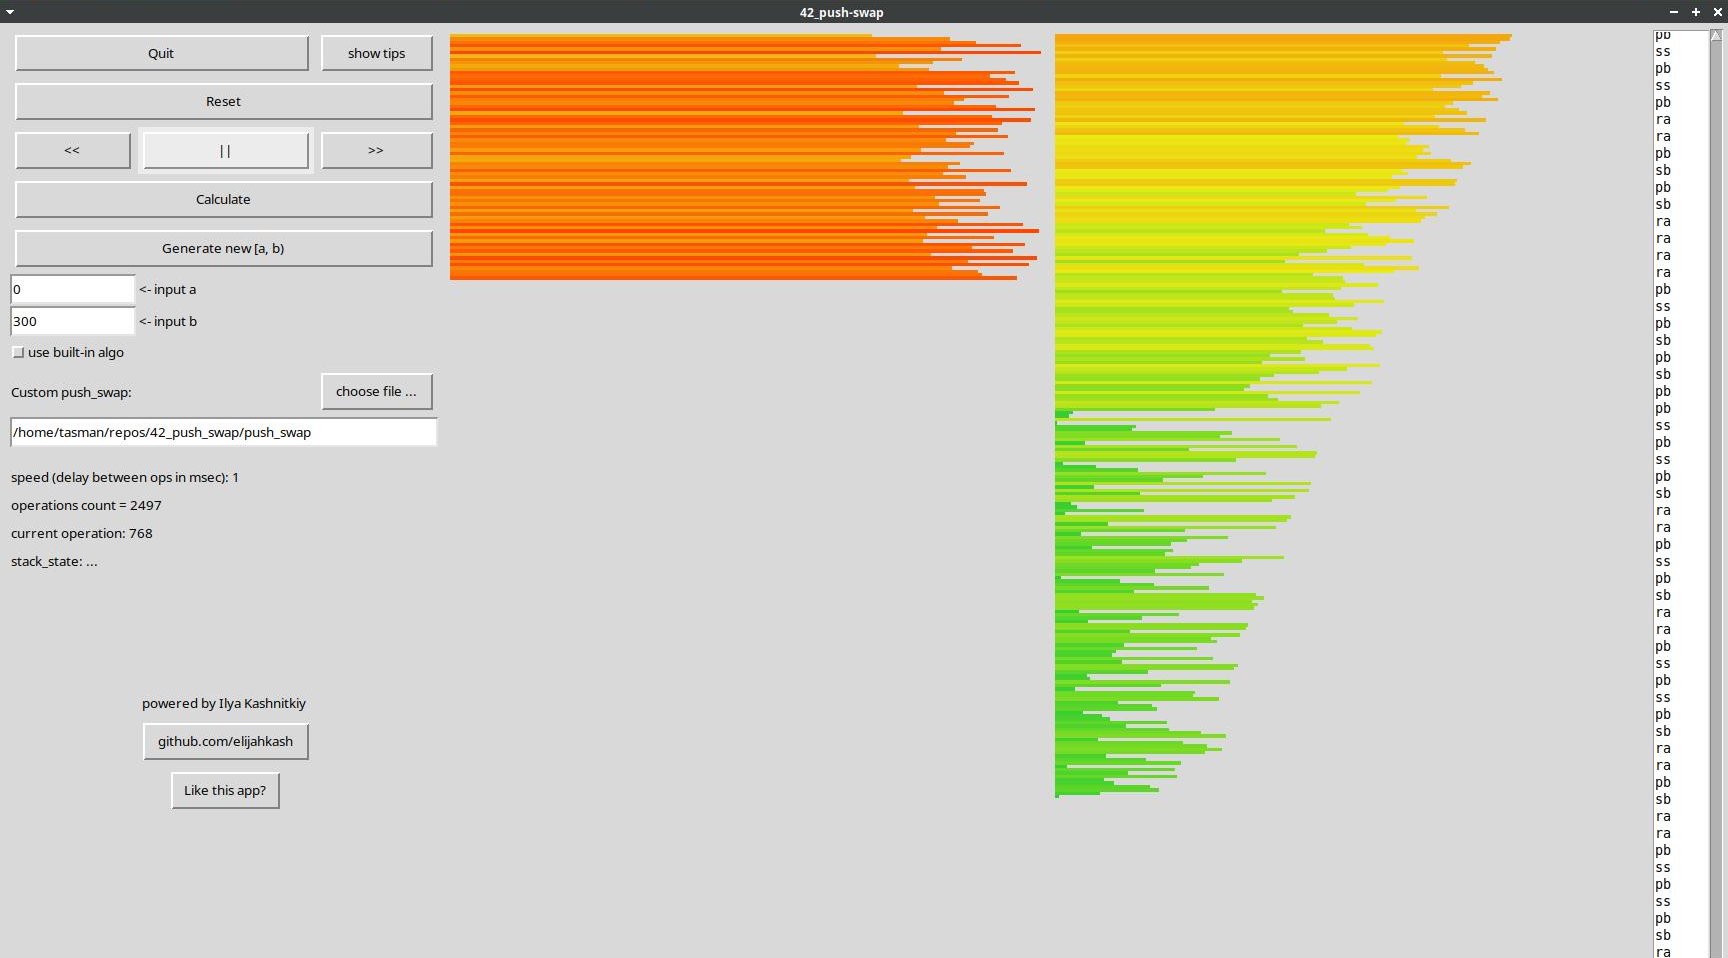 42_push-swap
Quit
show tips
Reset
<<
||
>>
Calculate
Generate new [a, b)
0
<- input a
300
<- input b
use built-in algo
Custom push_swap:
choose file ...
/home/tasman/repos/42_push_swap/push_swap
speed (delay between ops in msec): 1
operations count = 2497
current operation: 768
stack_state: ...
powered by Ilya Kashnitkiy
github.com/elijahkash
Like this app?
pb
ss
pb
ss
pb
ra
ra
pb
sb
pb
sb
ra
ra
ra
ra
pb
ss
pb
sb
pb
sb
pb
pb
ss
pb
ss
pb
sb
ra
ra
pb
ss
pb
sb
ra
ra
pb
ss
pb
ss
pb
sb
ra
ra
pb
sb
ra
ra
pb
ss
pb
ss
pb
sb
ra